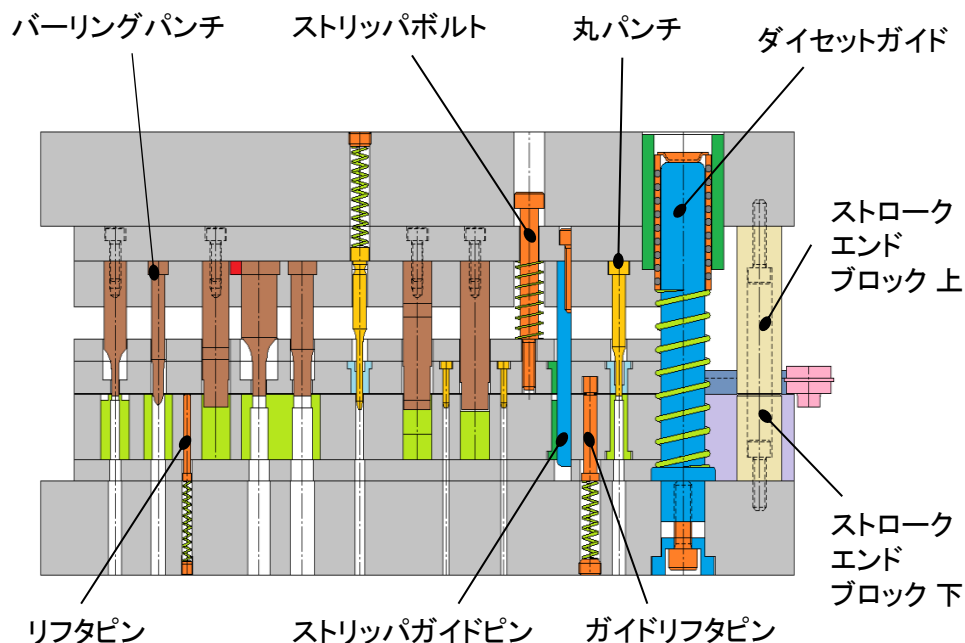 バーリングパンチ
ストリッパボルト
丸パンチ
ダイセットガイド
ストローク
エンド
ブロック 上
ストローク
エンド
ブロック 下
リフタピン
ストリッパガイドピン
ガイドリフタピン